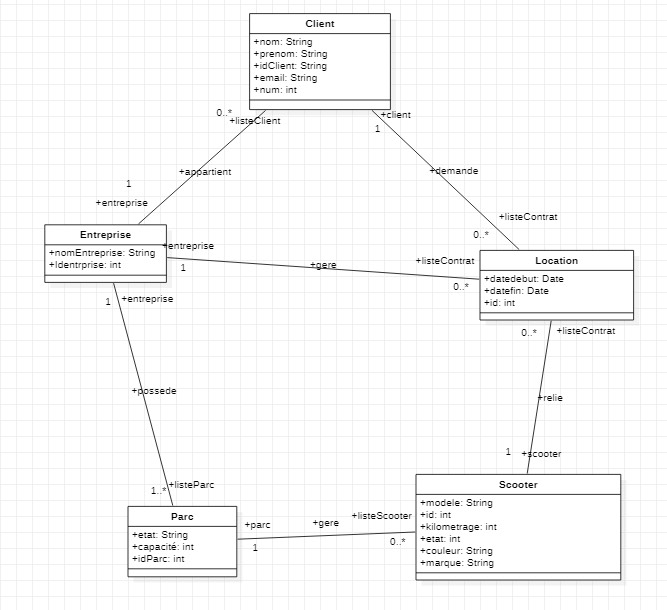 Client
+nom: String
+prenom: String
+idClient: String
+email: String
+num: int
0..*
+listeClient
+client
1
+appartient
+demande
1
+entreprise
+listeContrat
0..*
Entreprise
+nomEntreprise: String
+Identrprise: int
+entreprise
1
+gere
+listeContrat
0..*
Location
+datedebut: Date
+datefin: Date
+id: int
1
+entreprise
0..*
+listeContrat
+possede
+relie
1
+scooter
+listeParc
1..*
Parc
+etat: String
+capacité: int
+idParc: int
+parc
1
+gere
+listeScooter
0..*
Scooter
+modele: String
+id: int
+kilometrage: int
+etat: int
+couleur: String
+marque: String